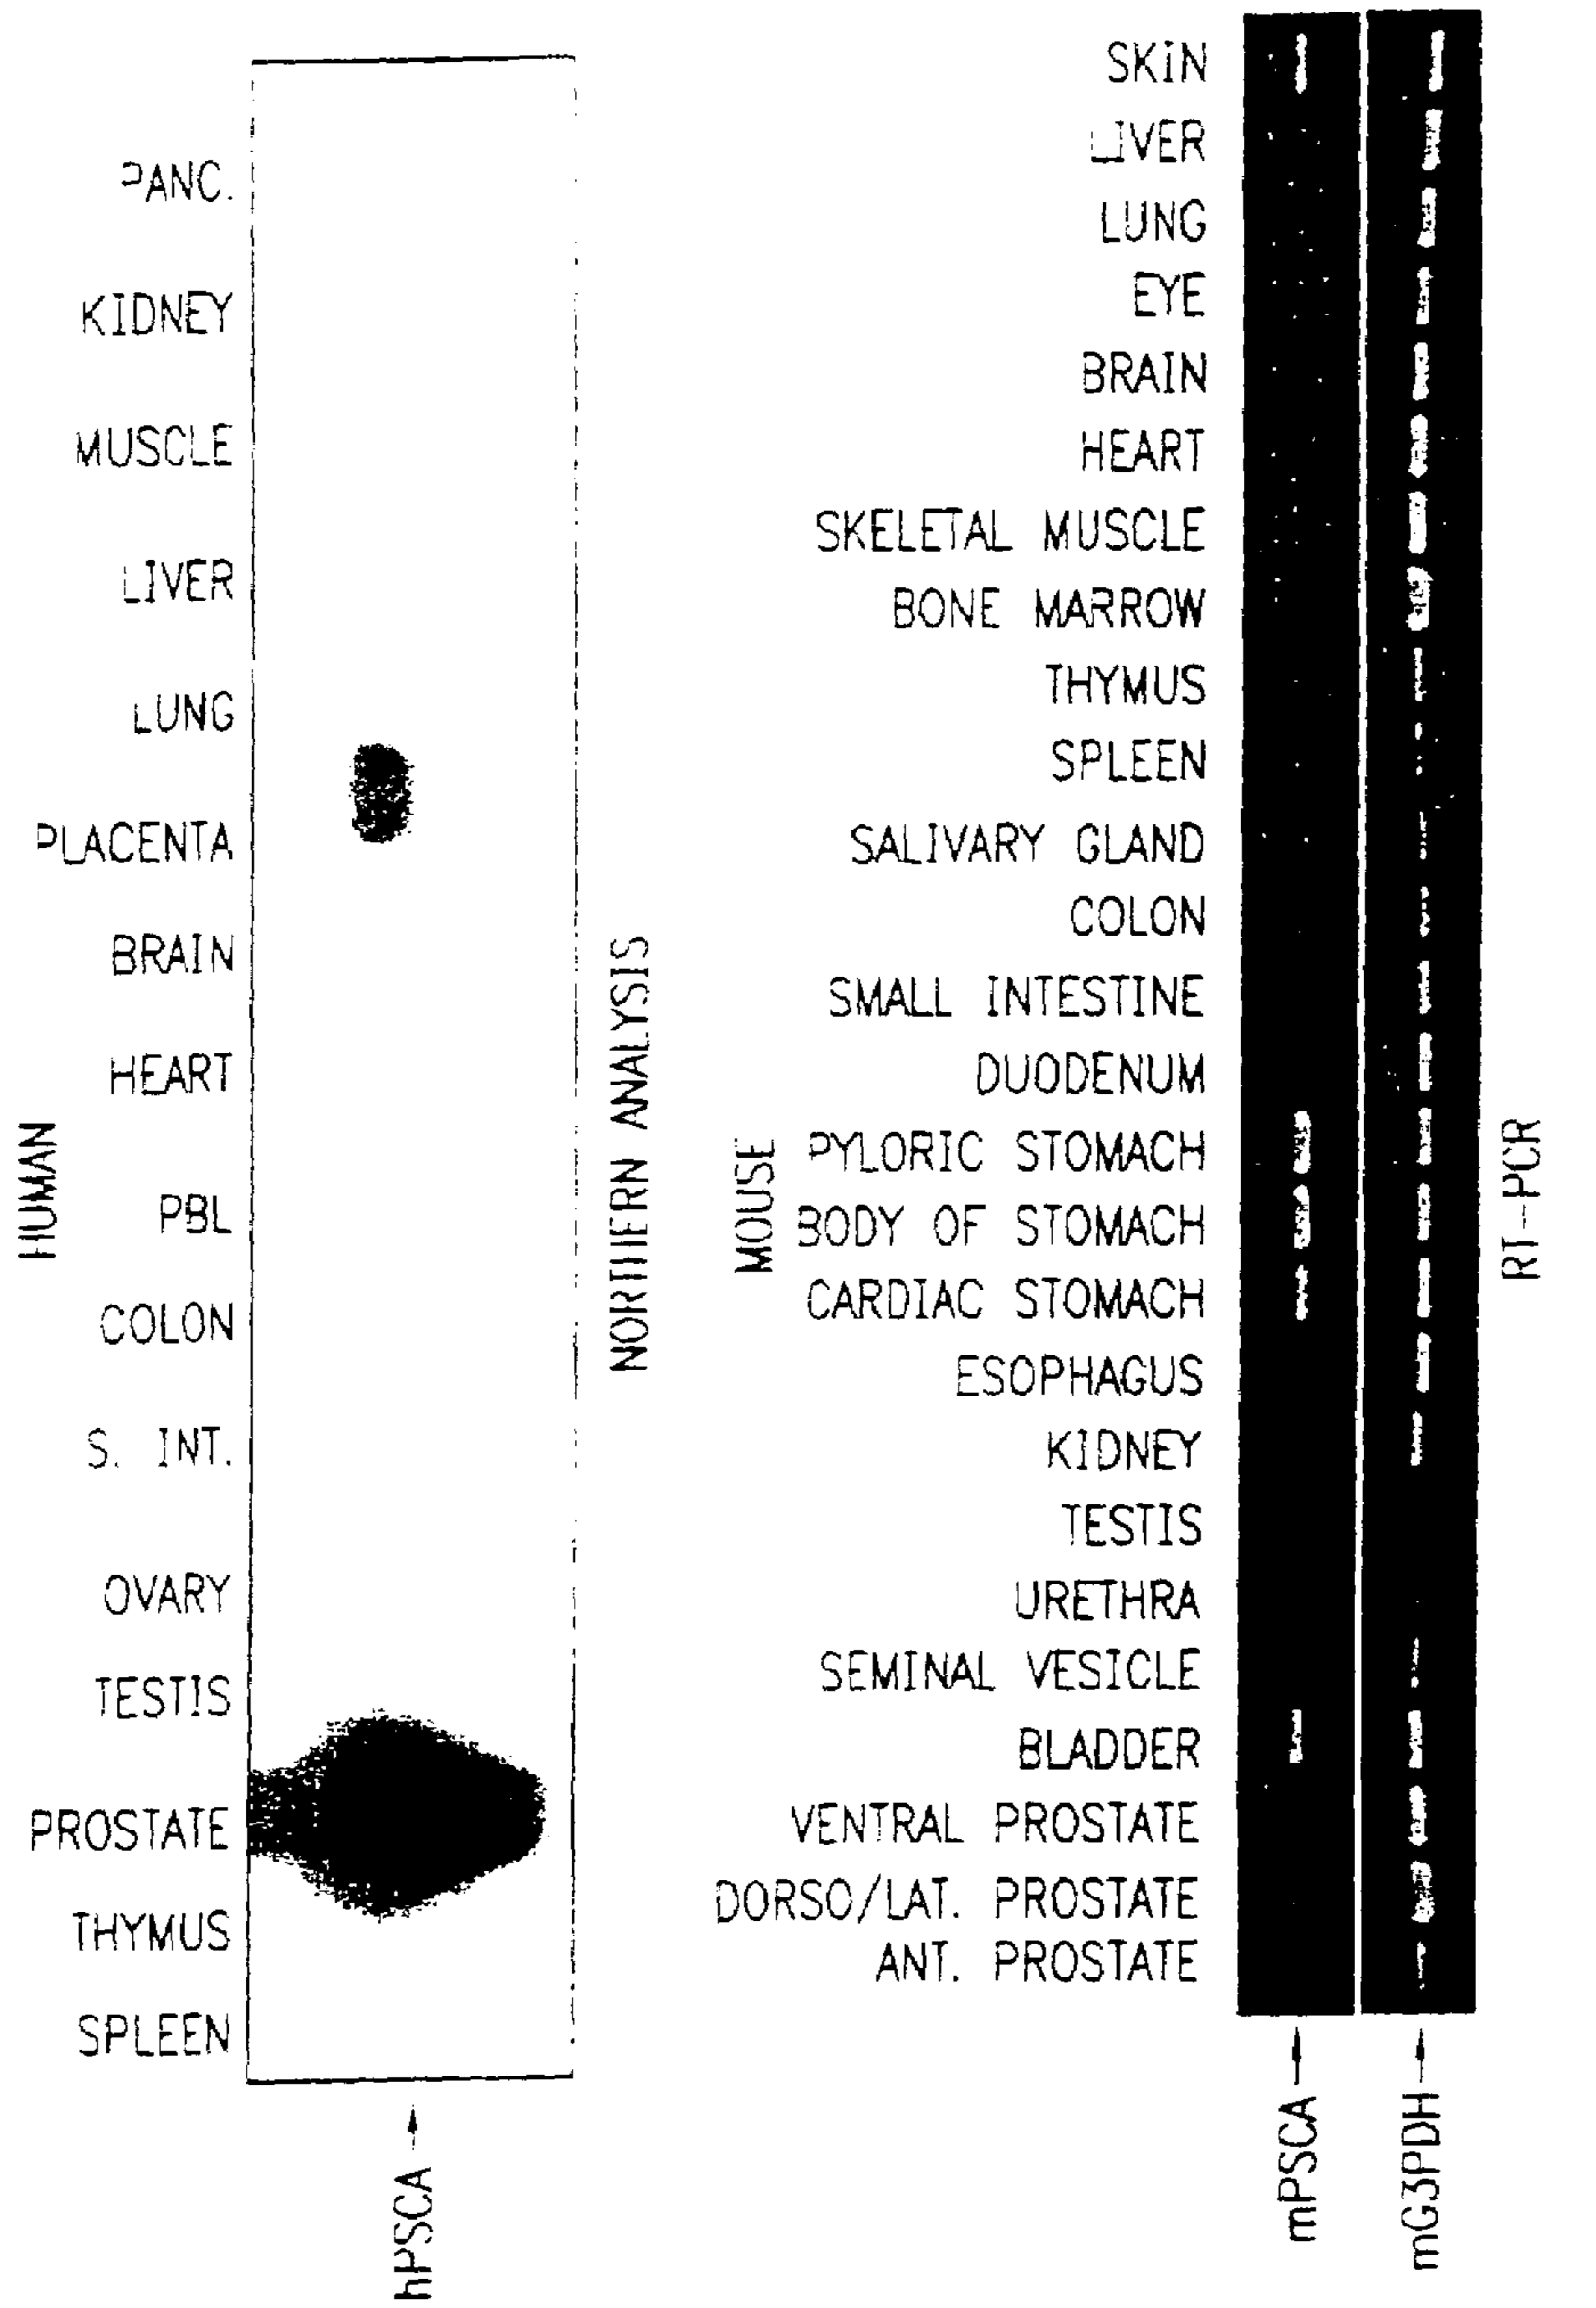 HUMAN
PANC.
KIDNEY
MUSCLE
LIVER
LUNG
PLACENTA
BRAIN
HEART
PBL
COLON
S. INT.
OVARY
TESTIS
PROSTATE
THYMUS
SPLEEN
hPSCA
NORTHERN ANALYSIS
MOUSE
SKIN
LIVER
LUNG
EYE
BRAIN
HEART
SKELETAL MUSCLE
BONE MARROW
THYMUS
SPLEEN
SALIVARY GLAND
COLON
SMALL INTESTINE
DUODENUM
PYLORIC STOMACH
BODY OF STOMACH
CARDIAC STOMACH
ESOPHAGUS
KIDNEY
TESTIS
URETHRA
SEMINAL VESICLE
BLADDER
VENTRAL PROSTATE
DORSO/LAT. PROSTATE
ANT. PROSTATE
mPSCA
mG3PDH
RT-PCR